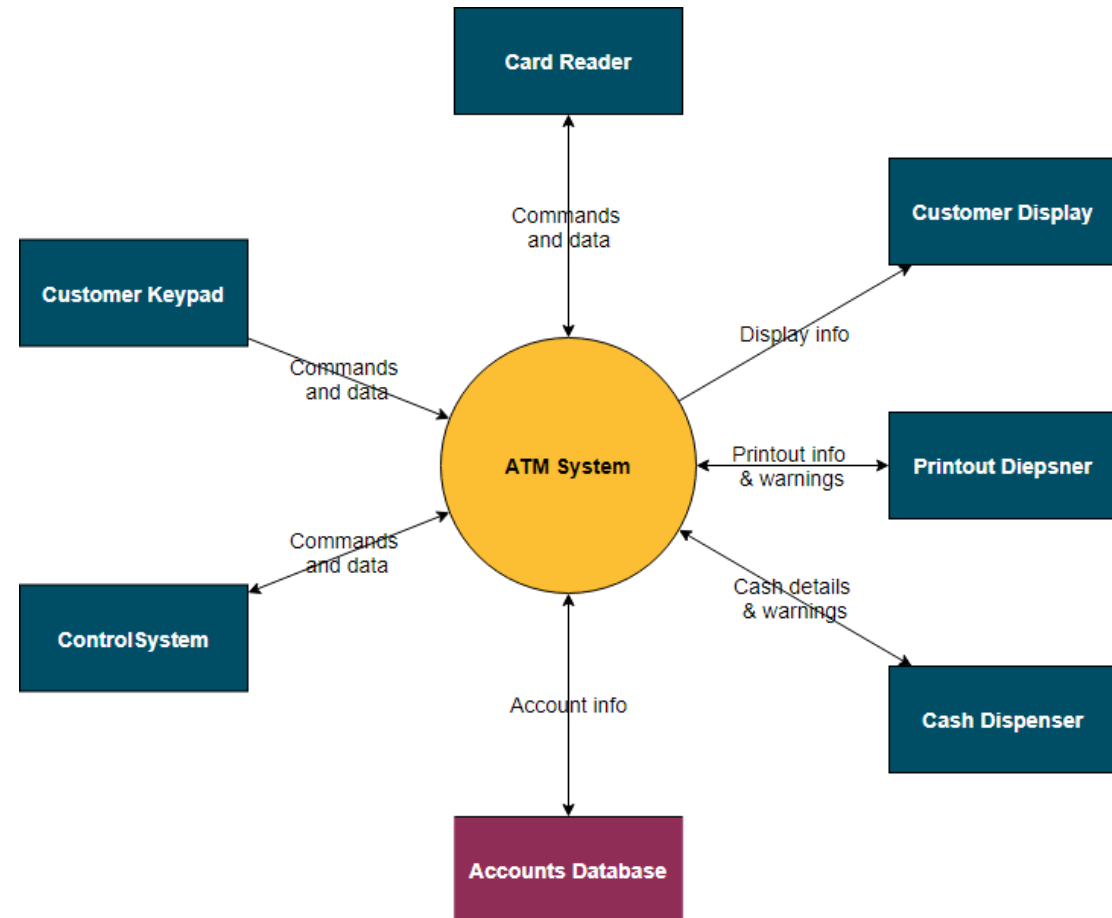 Card Reader
Commands
and data
Customer Display
Customer Keypad
Display info
Commands
and data
ATM System
Printout info
& warnings
Printout Diepsner
Commands
and data
Cash details
& warnings
ControlSystem
Account info
Cash Dispenser
Accounts Database